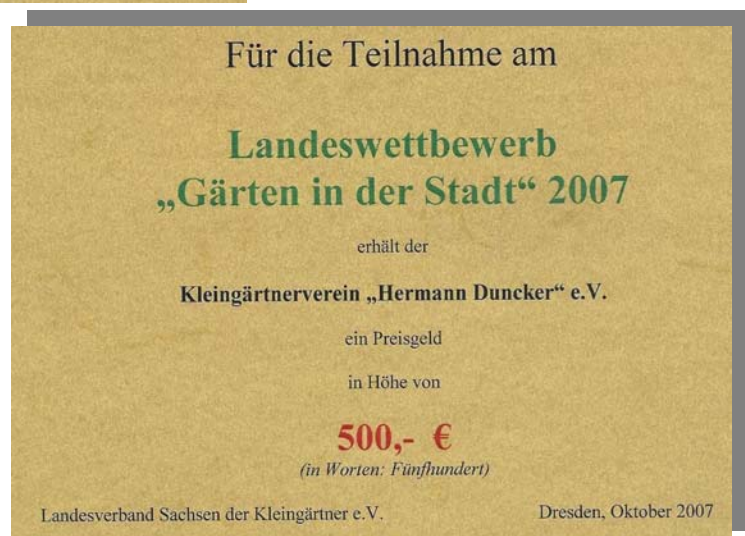 Für die Teilnahme am
Landeswettbewerb
„Gärten in der Stadt“ 2007
erhält der
Kleingärtnerverein „Hermann Duncker“ e.V.
ein Preisgeld
in Höhe von
500,- €
(in Worten: Fünfhundert)
Landesverband Sachsen der Kleingärtner e.V.
Dresden, Oktober 2007